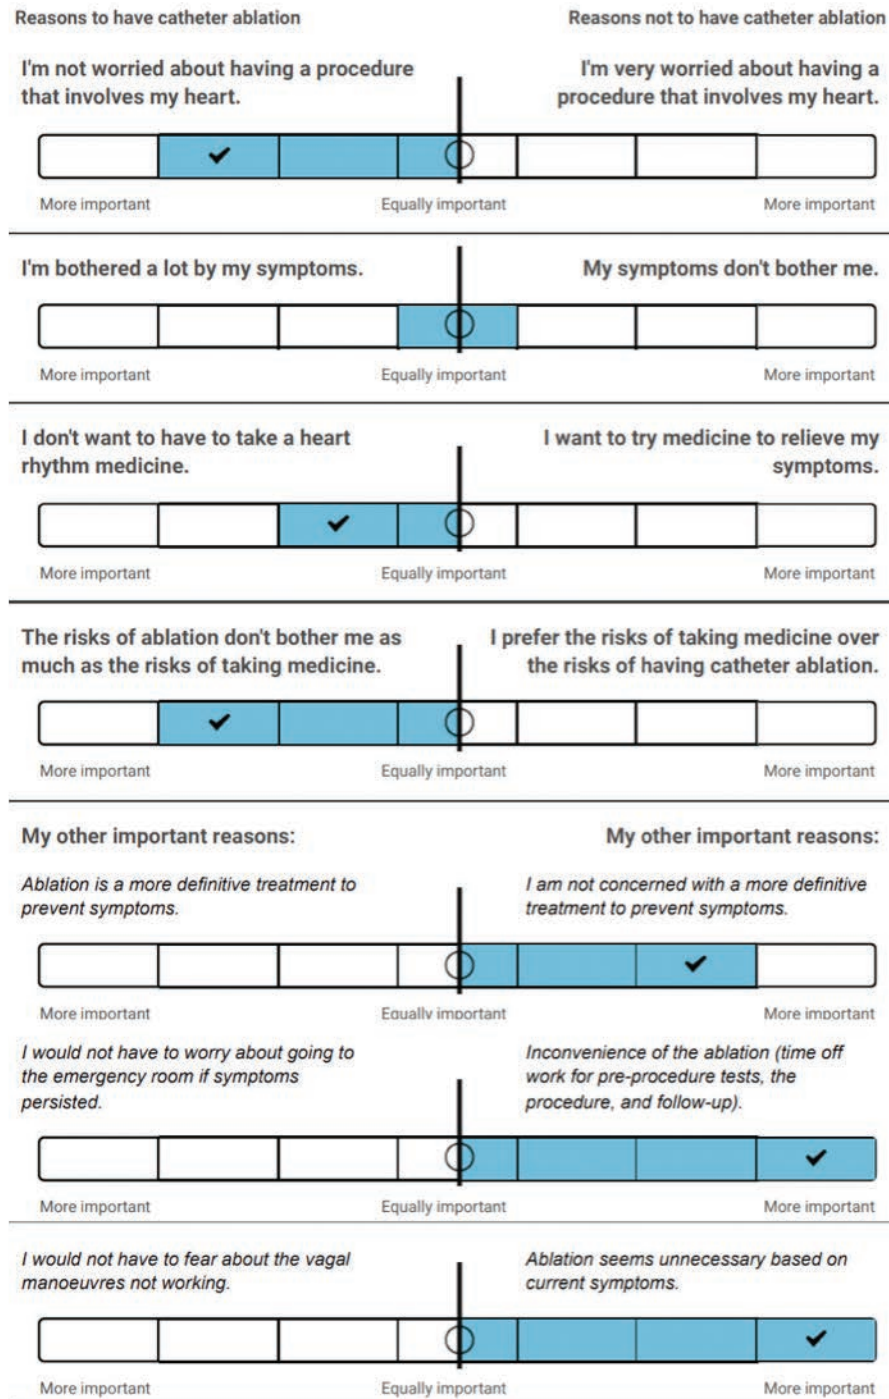 Reasons to have catheter ablation
Reasons not to have catheter ablation
I'm not worried about having a procedure
that involves my heart.
I'm very worried about having a
procedure that involves my heart.
More important
Equally important
More important
I'm bothered a lot by my symptoms.
My symptoms don't bother me.
More important
Equally important
More important
I don't want to have to take a heart
rhythm medicine.
I want to try medicine to relieve my
symptoms.
More important
Equally important
More important
The risks of ablation don't bother me as
much as the risks of taking medicine.
I prefer the risks of taking medicine over
the risks of having catheter ablation.
More important
Equally important
More important
My other important reasons:
My other important reasons:
Ablation is a more definitive treatment to
prevent symptoms.
I am not concerned with a more definitive
treatment to prevent symptoms.
More important
Equally important
More important
I would not have to worry about going to
the emergency room if symptoms
persisted.
Inconvenience of the ablation (time off
work for pre-procedure tests, the
procedure, and follow-up).
More important
Equally important
More important
I would not have to fear about the vagal
manoeuvres not working.
Ablation seems unnecessary based on
current symptoms.
More important
Equally important
More important